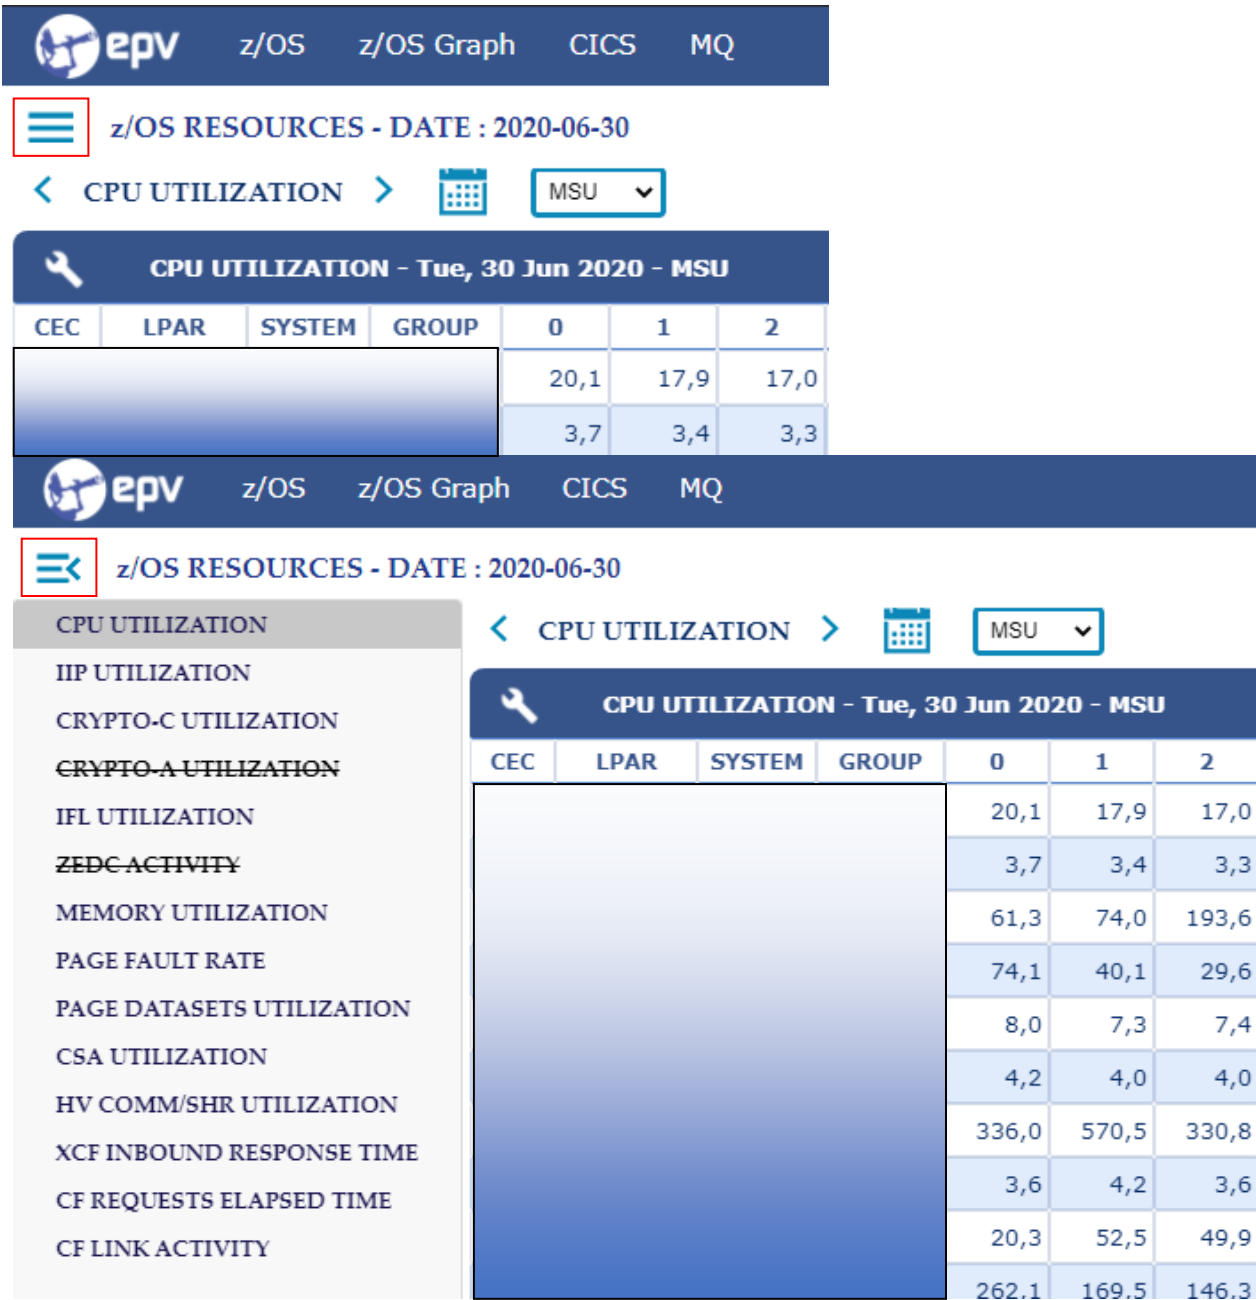 epv z/OS z/OS Graph CICS MQ
z/OS RESOURCES - DATE : 2020-06-30
CPU UTILIZATION MSU
CPU UTILIZATION - Tue, 30 Jun 2020 - MSU
CEC LPAR SYSTEM GROUP 0 1 2
20,1 17,9 17,0
3,7 3,4 3,3
epv z/OS z/OS Graph CICS MQ
z/OS RESOURCES - DATE : 2020-06-30
CPU UTILIZATION
IIP UTILIZATION
CRYPTO-C UTILIZATION
CRYPTO-A UTILIZATION
IFL UTILIZATION
ZEDC ACTIVITY
MEMORY UTILIZATION
PAGE FAULT RATE
PAGE DATASETS UTILIZATION
CSA UTILIZATION
HV COMM/SHR UTILIZATION
XCF INBOUND RESPONSE TIME
CF REQUESTS ELAPSED TIME
CF LINK ACTIVITY
CPU UTILIZATION MSU
CPU UTILIZATION - Tue, 30 Jun 2020 - MSU
CEC LPAR SYSTEM GROUP 0 1 2
20,1 17,9 17,0
3,7 3,4 3,3
61,3 74,0 193,6
74,1 40,1 29,6
8,0 7,3 7,4
4,2 4,0 4,0
336,0 570,5 330,8
3,6 4,2 3,6
20,3 52,5 49,9
262,1 169,5 146,3